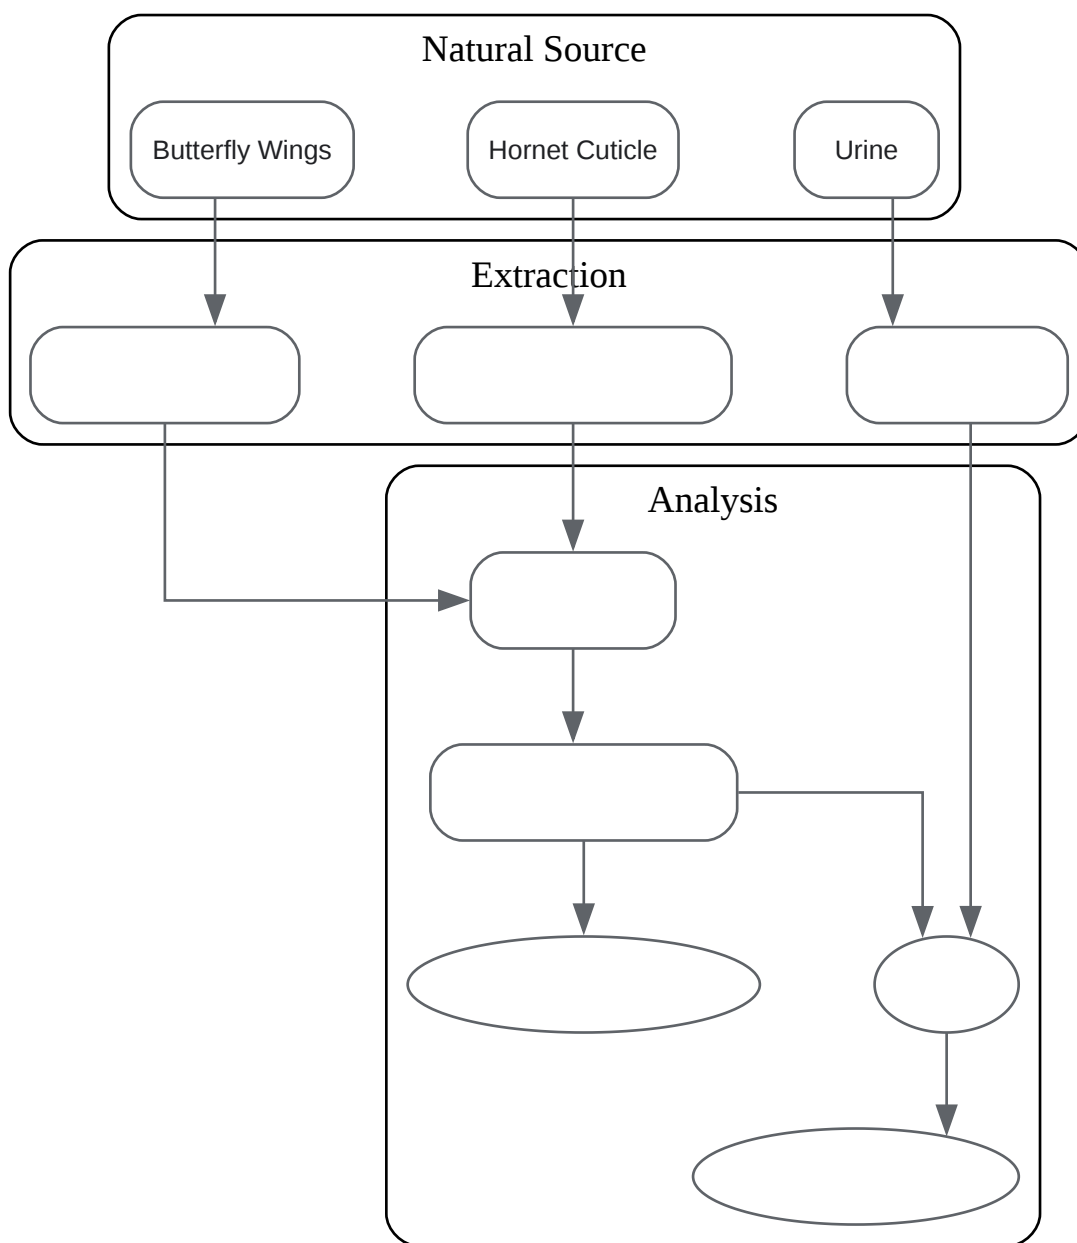 Natural Source
Butterfly Wings
Hornet Cuticle
Urine
Extraction
Analysis